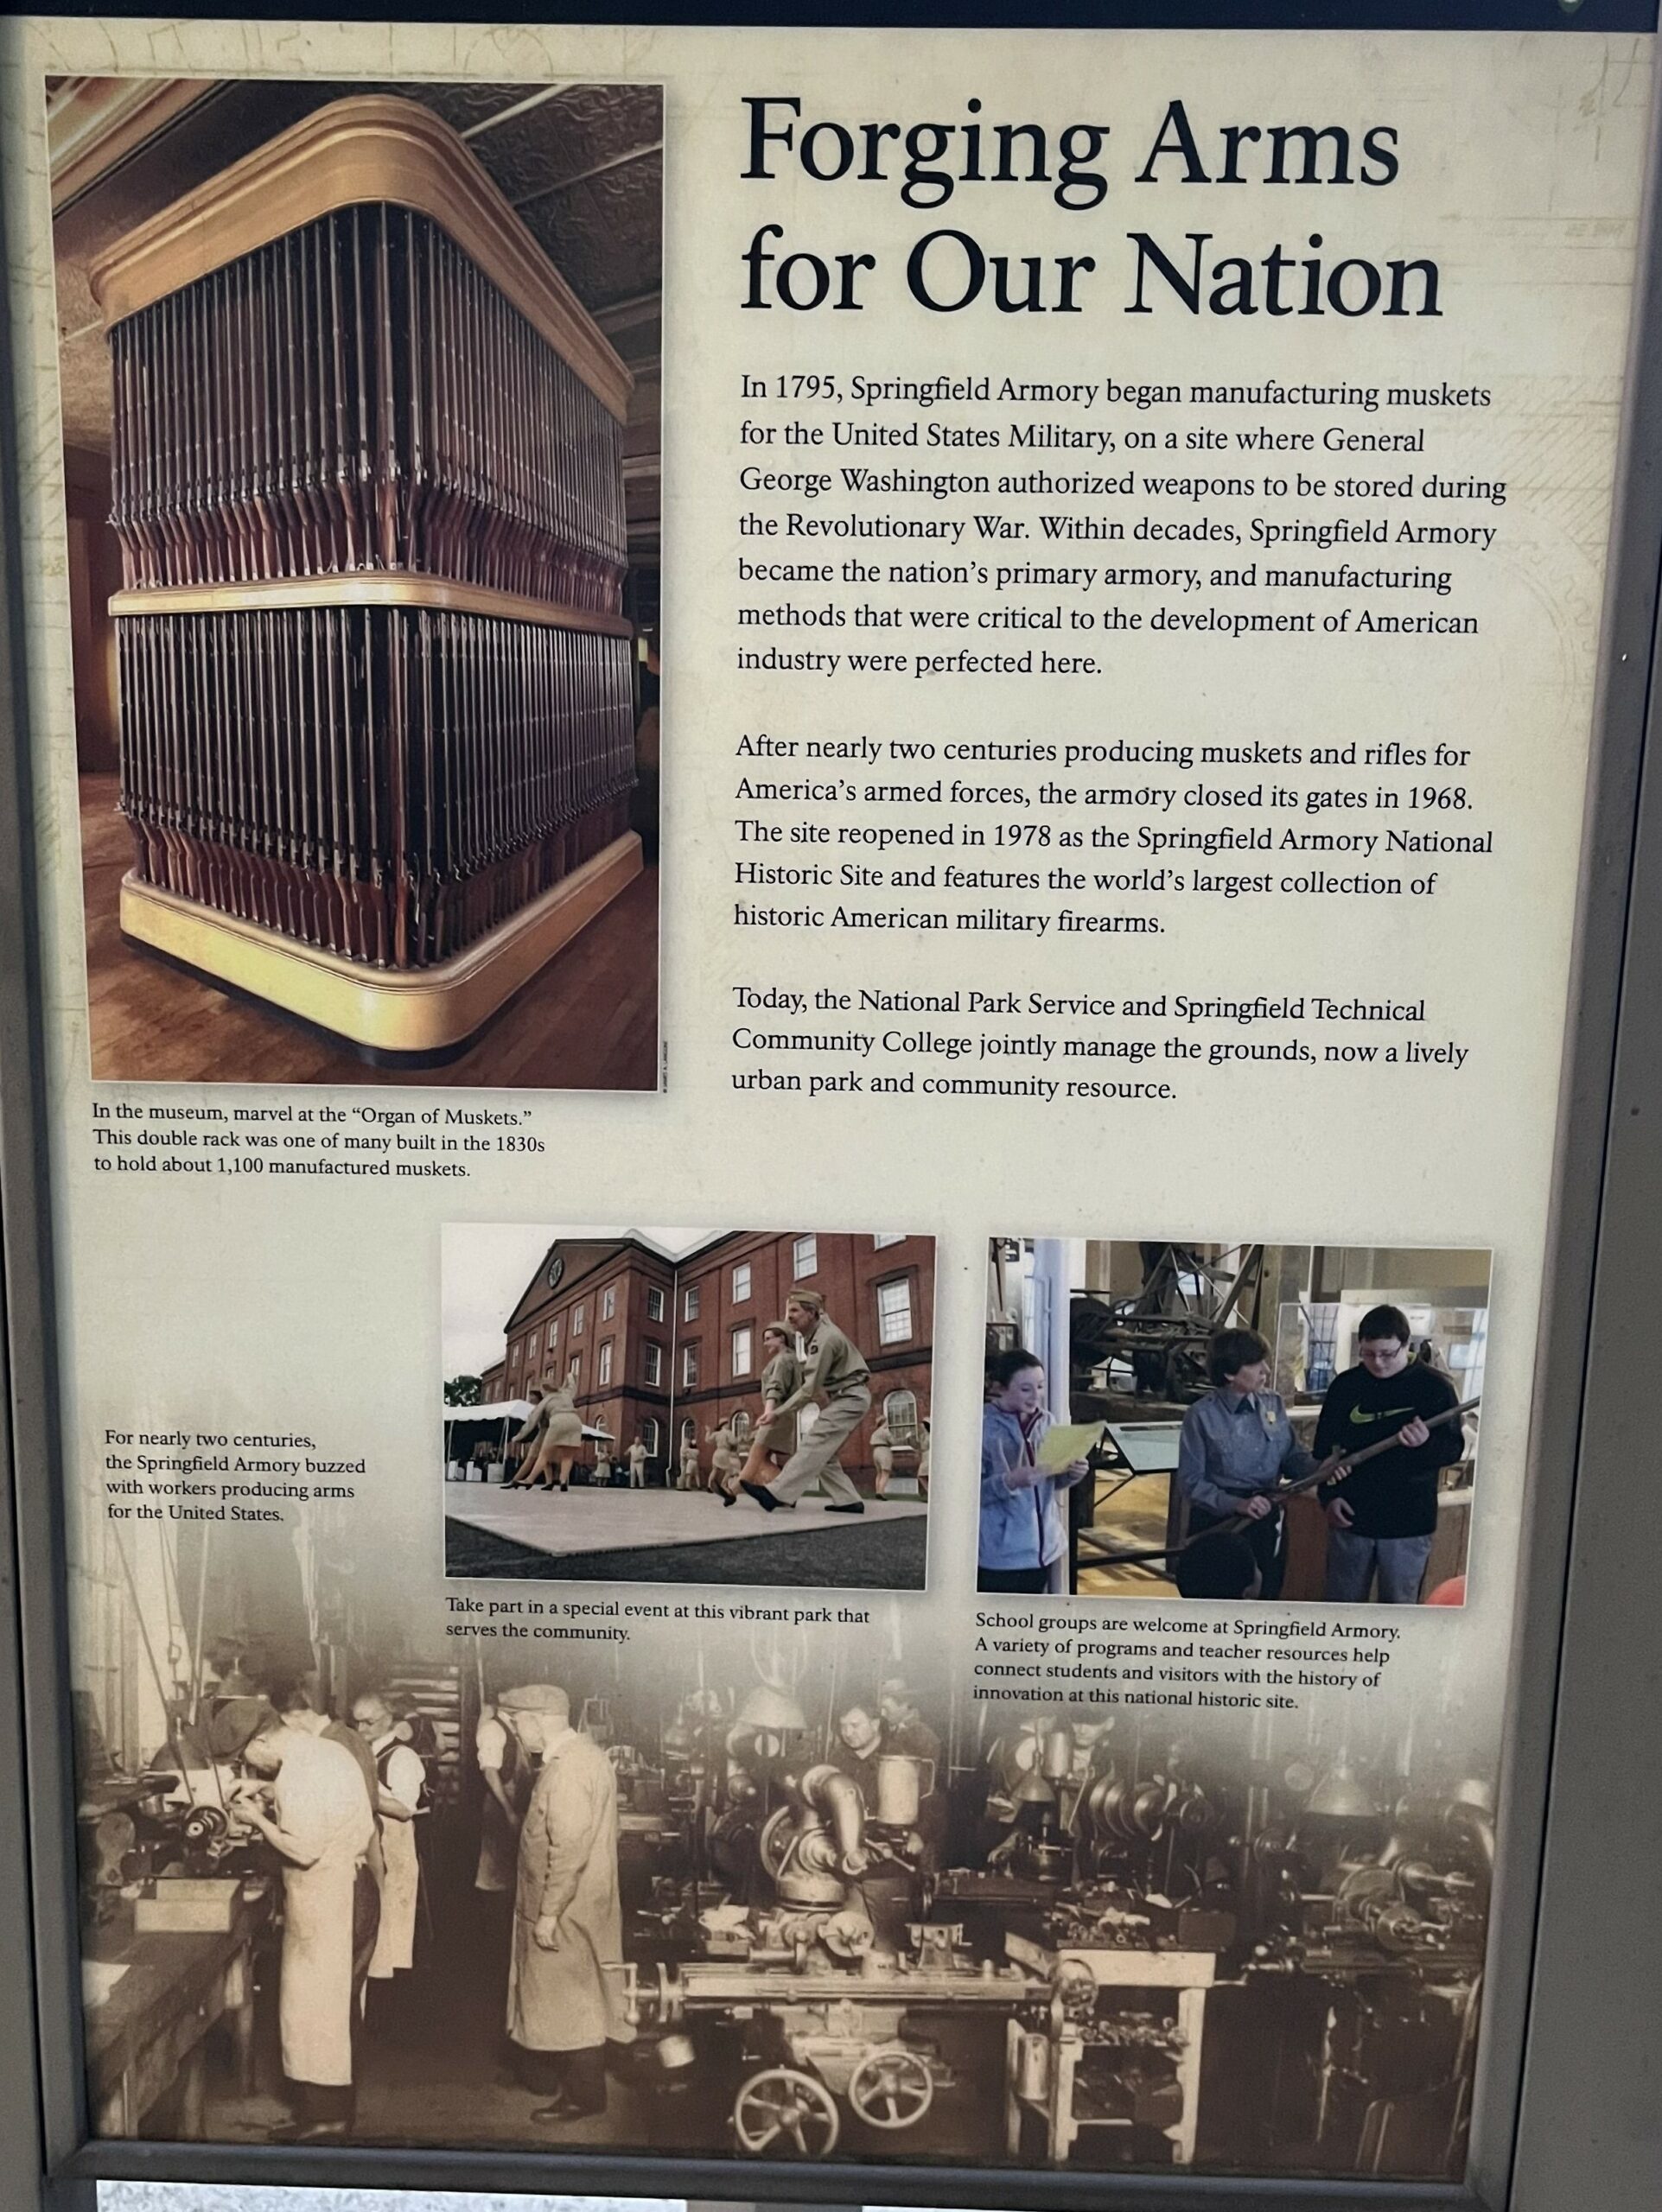 Forging Arms
for Our Nation
In 1795, Springfield Armory began manufacturing muskets
for the United States Military, on a site where General
George Washington authorized weapons to be stored during
the Revolutionary War. Within decades, Springfield Armory
became the nation's primary armory, and manufacturing
methods that were critical to the development of American
industry were perfected here.
After nearly two centuries producing muskets and rifles for
America's armed forces, the armory closed its gates in 1968.
The site reopened in 1978 as the Springfield Armory National
Historic Site and features the world's largest collection of
historic American military firearms.
Today, the National Park Service and Springfield Technical
Community College jointly manage the grounds, now a lively
urban park and community resource.
In the museum, marvel at the “Organ of Muskets.”
This double rack was one of many built in the 1830s
to hold about 1,100 manufactured muskets.
For nearly two centuries,
the Springfield Armory buzzed
with workers producing arms
for the United States.
Take part in a special event at this vibrant park that
serves the community.
School groups are welcome at Springfield Armory.
A variety of programs and teacher resources help
connect students and visitors with the history of
innovation at this national historic site.